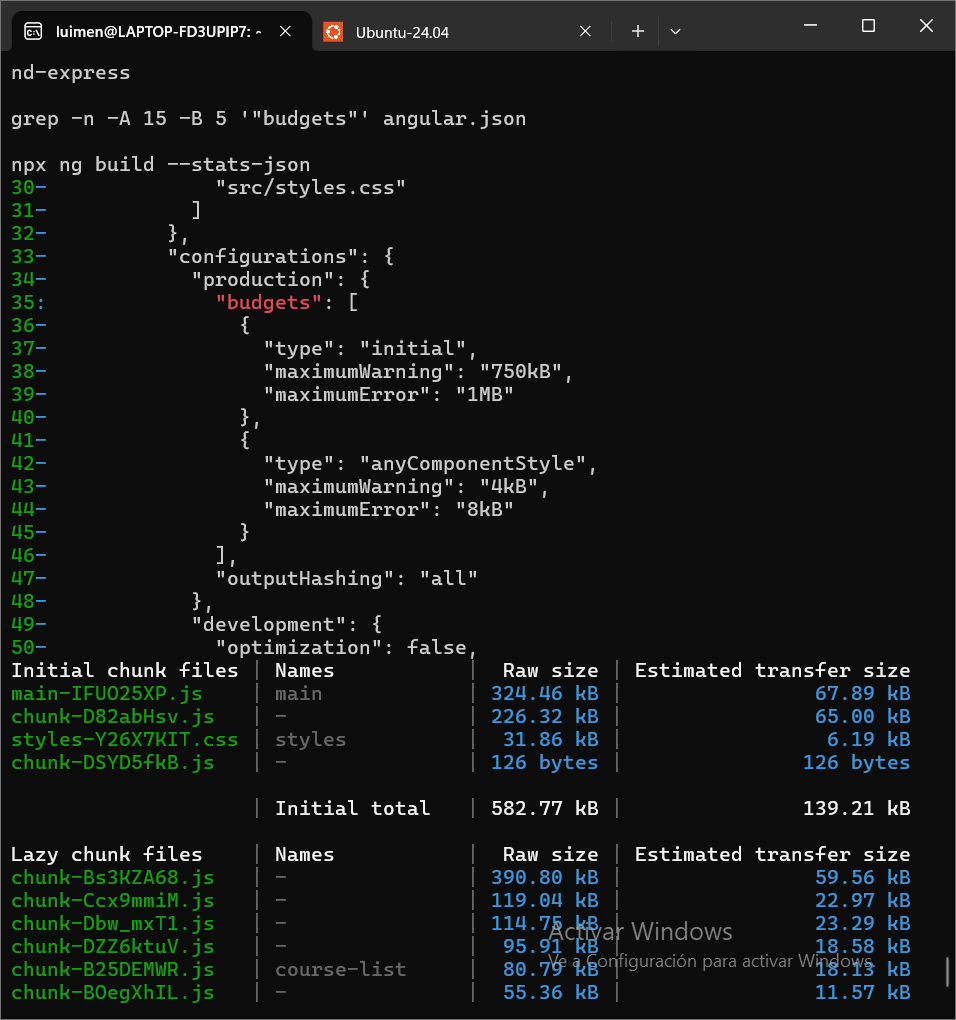 luimen@LAPTOP-FD3UPIP7: ~
Ubuntu-24.04
nd-express
grep -n -A 15 -B 5 '"budgets"' angular.json
npx ng build --stats-json
30-              "src/styles.css"
31-            ]
32-          },
33-          "configurations": {
34-            "production": {
35:              "budgets": [
36-                {
37-                  "type": "initial",
38-                  "maximumWarning": "750kB",
39-                  "maximumError": "1MB"
40-                },
41-                {
42-                  "type": "anyComponentStyle",
43-                  "maximumWarning": "4kB",
44-                  "maximumError": "8kB"
45-                }
46-              ],
47-              "outputHashing": "all"
48-            },
49-            "development": {
50-              "optimization": false,
Initial chunk files | Names | Raw size | Estimated transfer size
main-IFUO25XP.js | main | 324.46 kB | 67.89 kB
chunk-D82abHsv.js | - | 226.32 kB | 65.00 kB
styles-Y26X7KIT.css | styles | 31.86 kB | 6.19 kB
chunk-DSYD5fkB.js | - | 126 bytes | 126 bytes
| Initial total | 582.77 kB | 139.21 kB
Lazy chunk files | Names | Raw size | Estimated transfer size
chunk-Bs3KZA68.js | - | 390.80 kB | 59.56 kB
chunk-Ccx9mmiM.js | - | 119.04 kB | 22.97 kB
chunk-Dbw_mxT1.js | - | 114.75 kB | 23.29 kB
chunk-DZZ6ktuV.js | - | 95.91 kB | 18.58 kB
chunk-B25DEMWR.js | course-list | 80.79 kB | 18.13 kB
chunk-BOegXhIL.js | - | 55.36 kB | 11.57 kB
Activar Windows
Ve a Configuración para activar Windows.